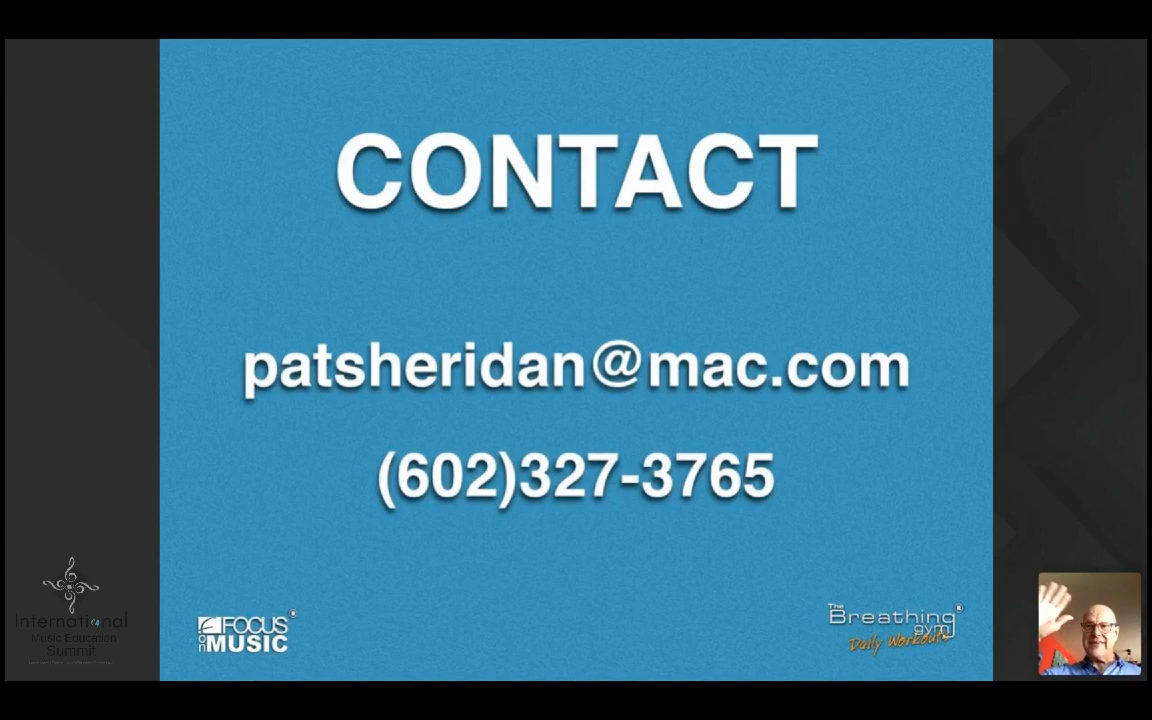 CONTACT
patsheridan@mac.com
(602)327-3765
International
Music Education
Summit
FOCUS
on MUSIC
The
Breathing
gym
Daily Workouts